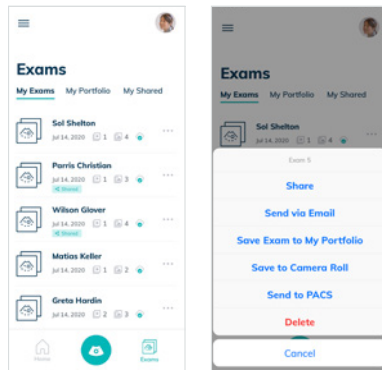 Exams
My Exams My Portfolio My Shared
Sol Shelton
Jul 14, 2020 1 4
Parris Christian
Jul 14, 2020 1 3
Shared
Wilson Glover
Jul 14, 2020 1 4
Shared
Matias Keller
Jul 14, 2020 1 2
Greta Hardin
Jul 14, 2020 2 3
Home Exams
Exams
My Exams My Portfolio My Shared
Sol Shelton
Jul 14, 2020 1 4
Exam 5
Share
Send via Email
Save Exam to My Portfolio
Save to Camera Roll
Send to PACS
Delete
Cancel